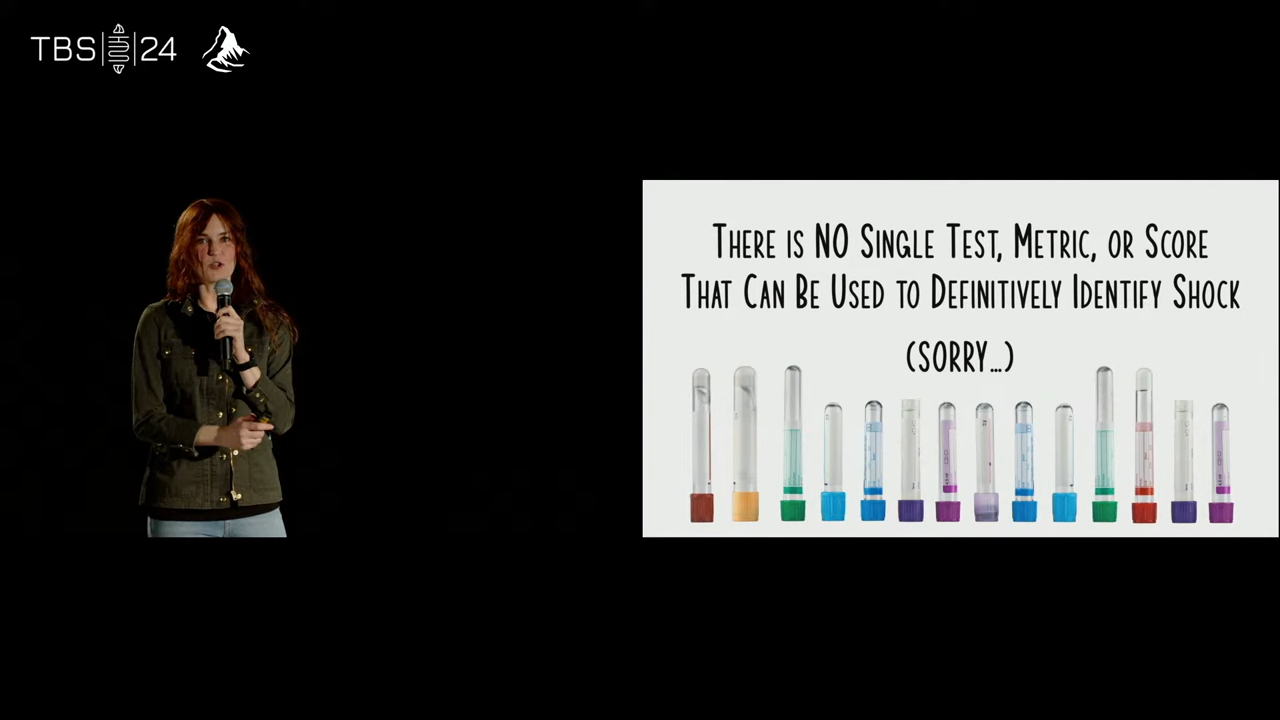 TBS 24
THERE IS NO SINGLE TEST, METRIC, OR SCORE
THAT CAN BE USED TO DEFINITIVELY IDENTIFY SHOCK
(SORRY...)